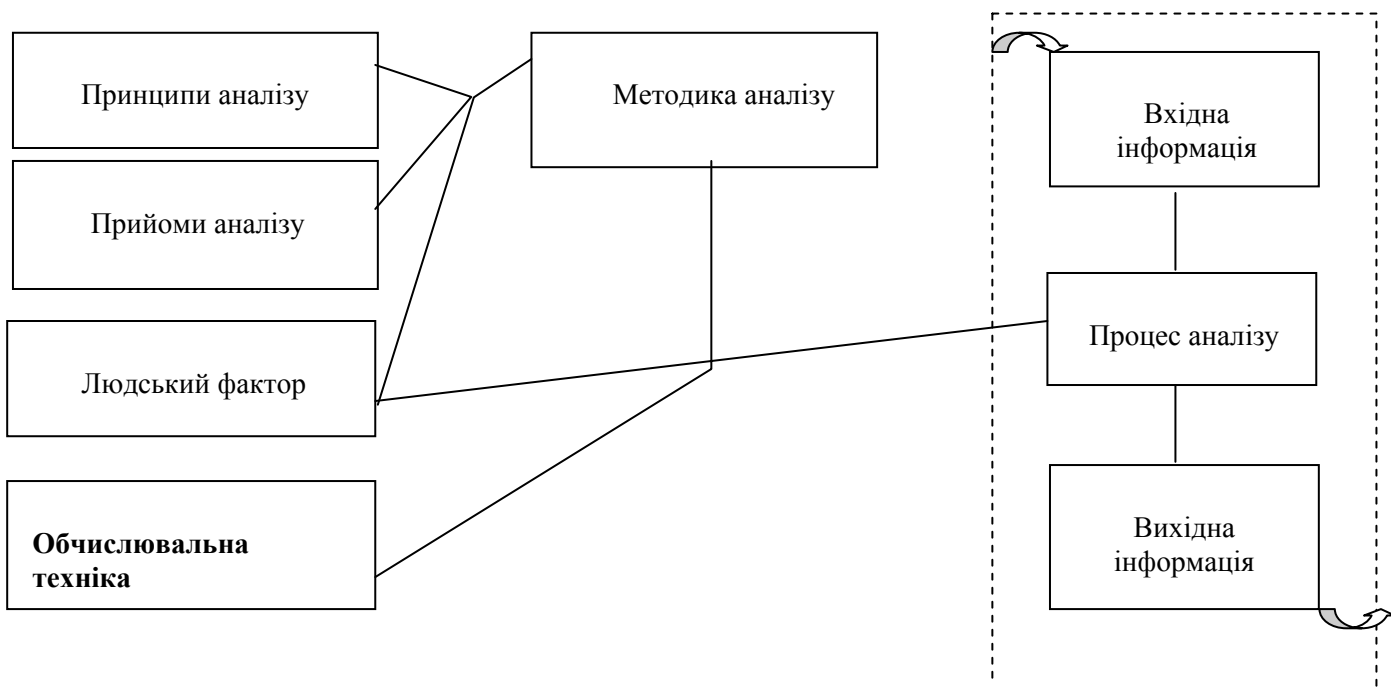 Принципи аналізу
Методика аналізу
Вхідна
інформація
Прийоми аналізу
Людський фактор
Процес аналізу
Обчислювальна
техніка
Вихідна
інформація